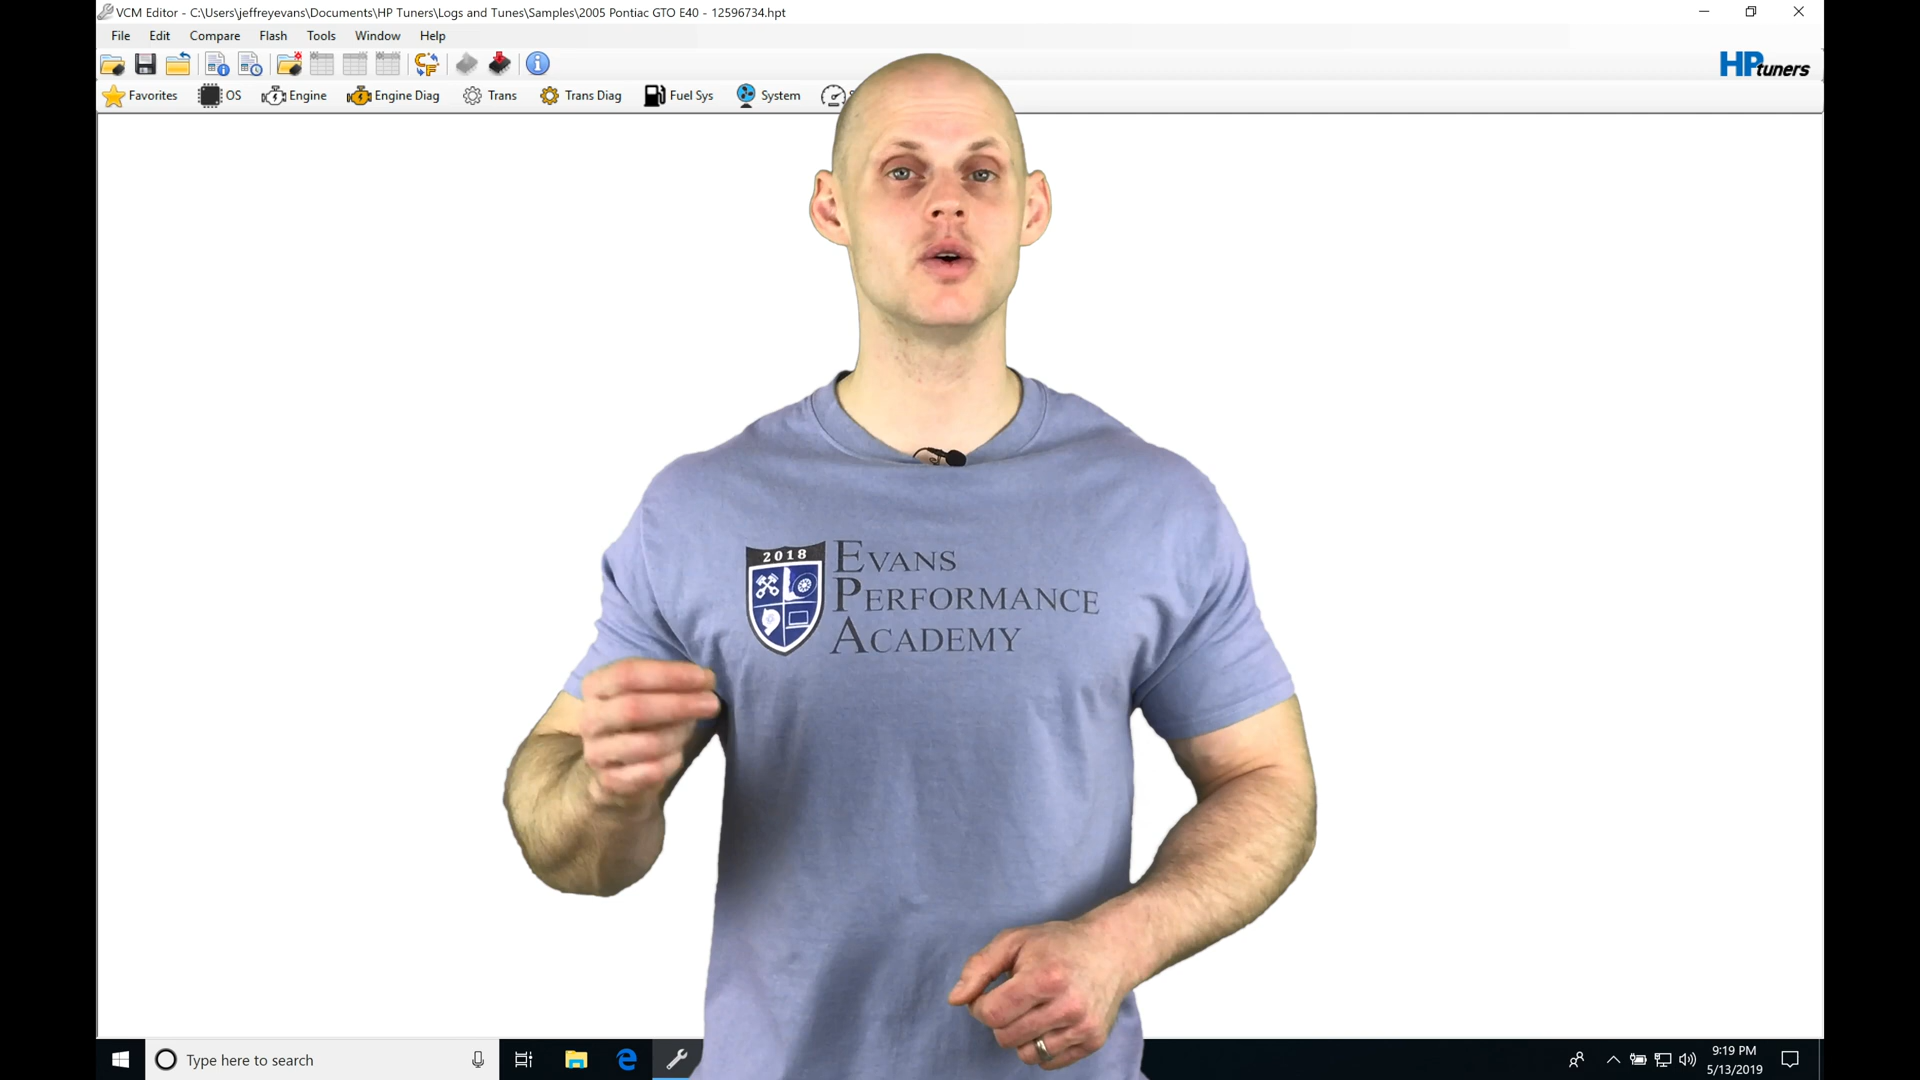 VCM Editor - C:\Users\jeffreyevans\Documents\HP Tuners\Logs and Tunes\Samples\2005 Pontiac GTO E40 - 12596734.hpt
File Edit Compare Flash Tools Window Help
HPtuners
Favorites OS Engine Engine Diag Trans Trans Diag Fuel Sys System
2018
EVANS
PERFORMANCE
ACADEMY
Type here to search
9:19 PM
5/13/2019